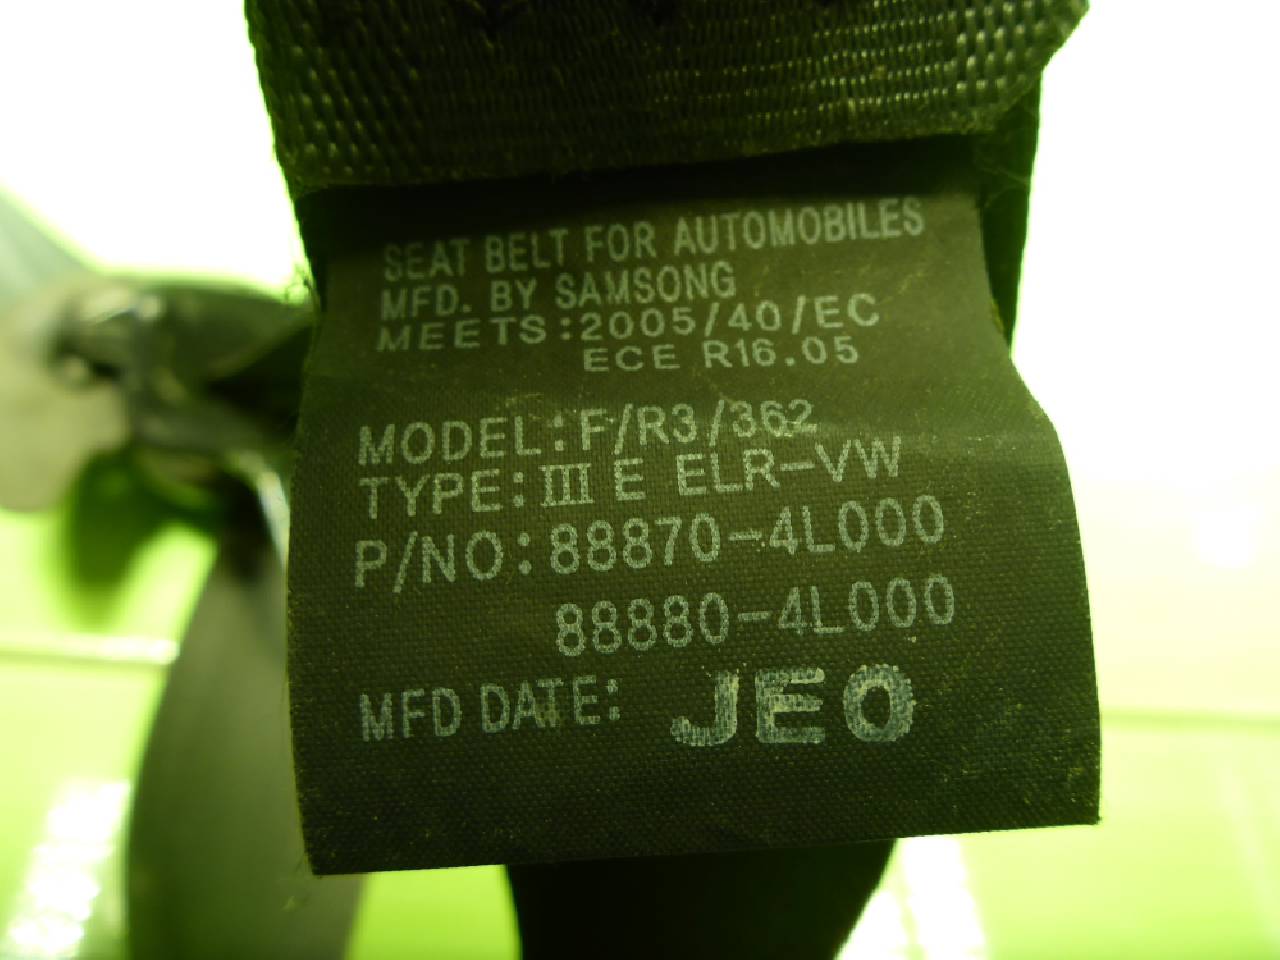 SEAT BELT FOR AUTOMOBILES
MFD. BY SAMSONG
MEETS:2005/40/EC
ECE R16.05
MODEL:F/R3/362
TYPE:III E ELR-VW
P/NO:88870-4L000
88880-4L000
MFD DATE: JEO